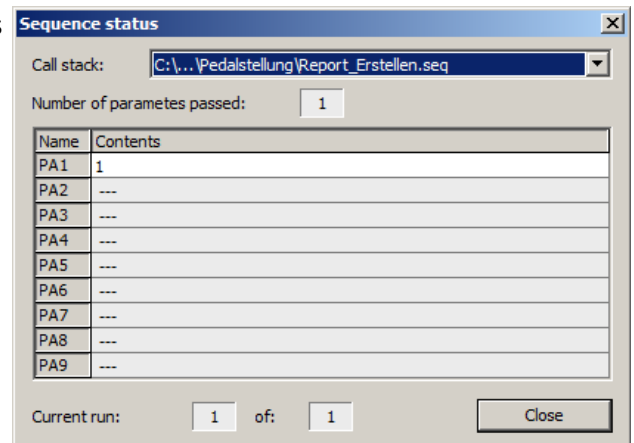 s
Sequence status
Call stack: C:\...\Pedalstellung\Report_Erstellen.seq
Number of parametes passed: 1
Name Contents
PA1 1
PA2 ---
PA3 ---
PA4 ---
PA5 ---
PA6 ---
PA7 ---
PA8 ---
PA9 ---
Current run: 1 of: 1 Close